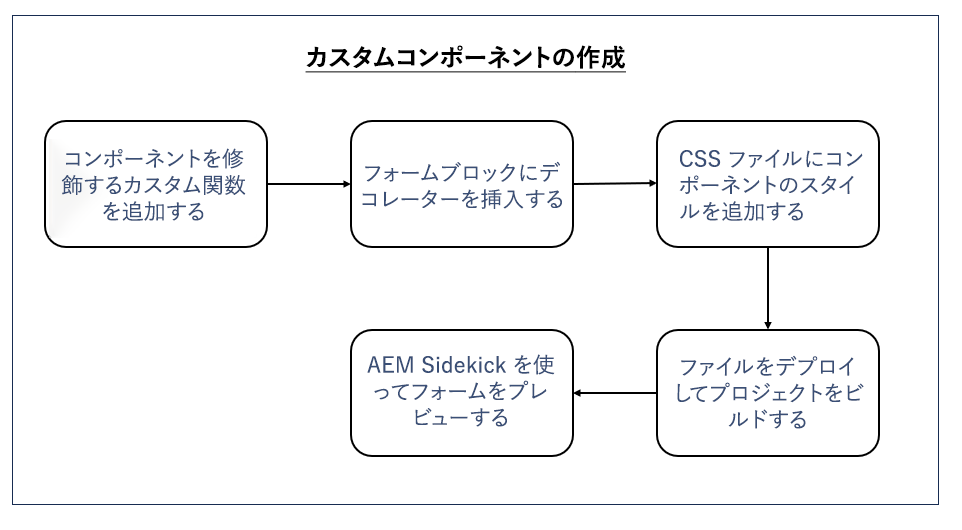 カスタムコンポーネントの作成
コンポーネントを修
飾するカスタム関数
を追加する
フォームブロックにデ
コレーターを挿入する
CSS ファイルにコン
ポーネントのスタイ
ルを追加する
ファイルをデプロイ
してプロジェクトをビ
ルドする
AEM Sidekick を使
ってフォームをプレ
ビューする